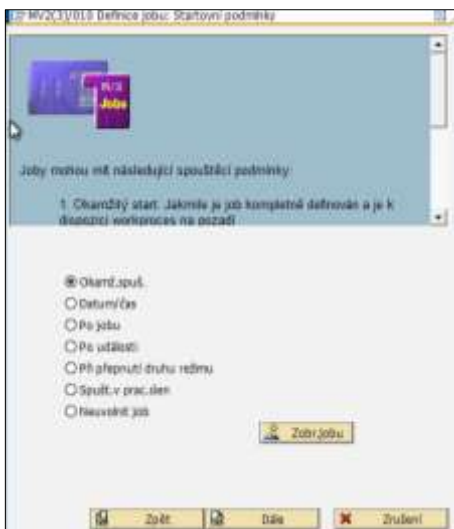 MV2(3)/010 Definice jobu: Startovní podmínky
R/3
Jobs
Joby mohou mít následující spouštěcí podmínky:
1. Okamžitý start. Jakmile je job kompletně definován a je k
dispozici workproces na pozadí
Okamž.spuš.
Datum/čas
Po jobu
Po události
Při přepnutí druhu režimu
Spušt.v prac.den
Neuvolnit job
Zobr.jobu
Zpět
Dále
Zrušení